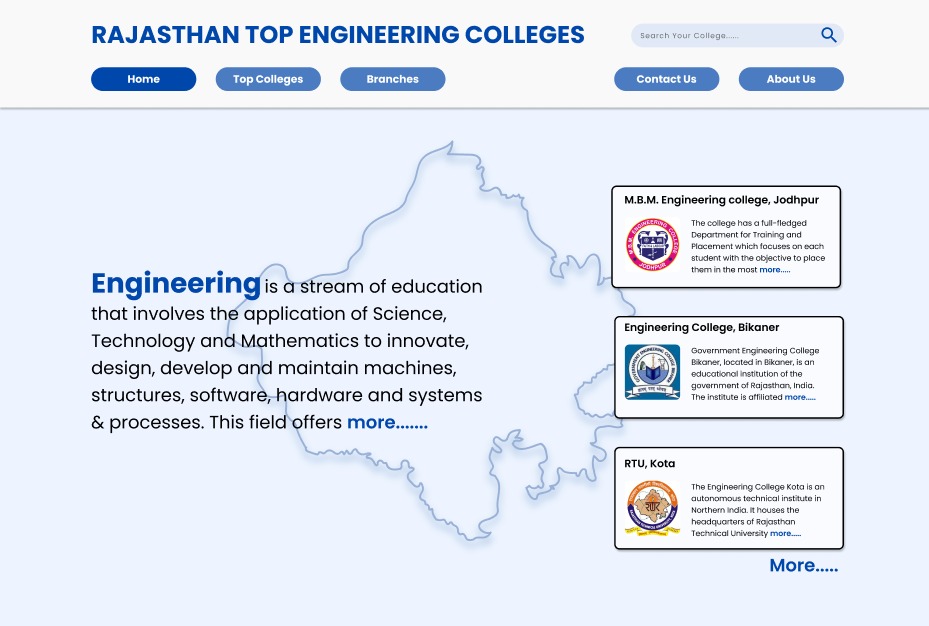 RAJASTHAN TOP ENGINEERING COLLEGES
Search Your College......
Home
Top Colleges
Branches
Contact Us
About Us
Engineering is a stream of education
that involves the application of Science,
Technology and Mathematics to innovate,
design, develop and maintain machines,
structures, software, hardware and systems
& processes. This field offers more.......
M.B.M. Engineering college, Jodhpur
The college has a full-fledged
Department for Training and
Placement which focuses on each
student with the objective to place
them in the most more.....
Engineering College, Bikaner
Government Engineering College
Bikaner, located in Bikaner, is an
educational institution of the
government of Rajasthan, India.
The institute is affiliated more.....
RTU, Kota
The Engineering College Kota is an
autonomous technical institute in
Northern India. It houses the
headquarters of Rajasthan
Technical University more.....
More.....